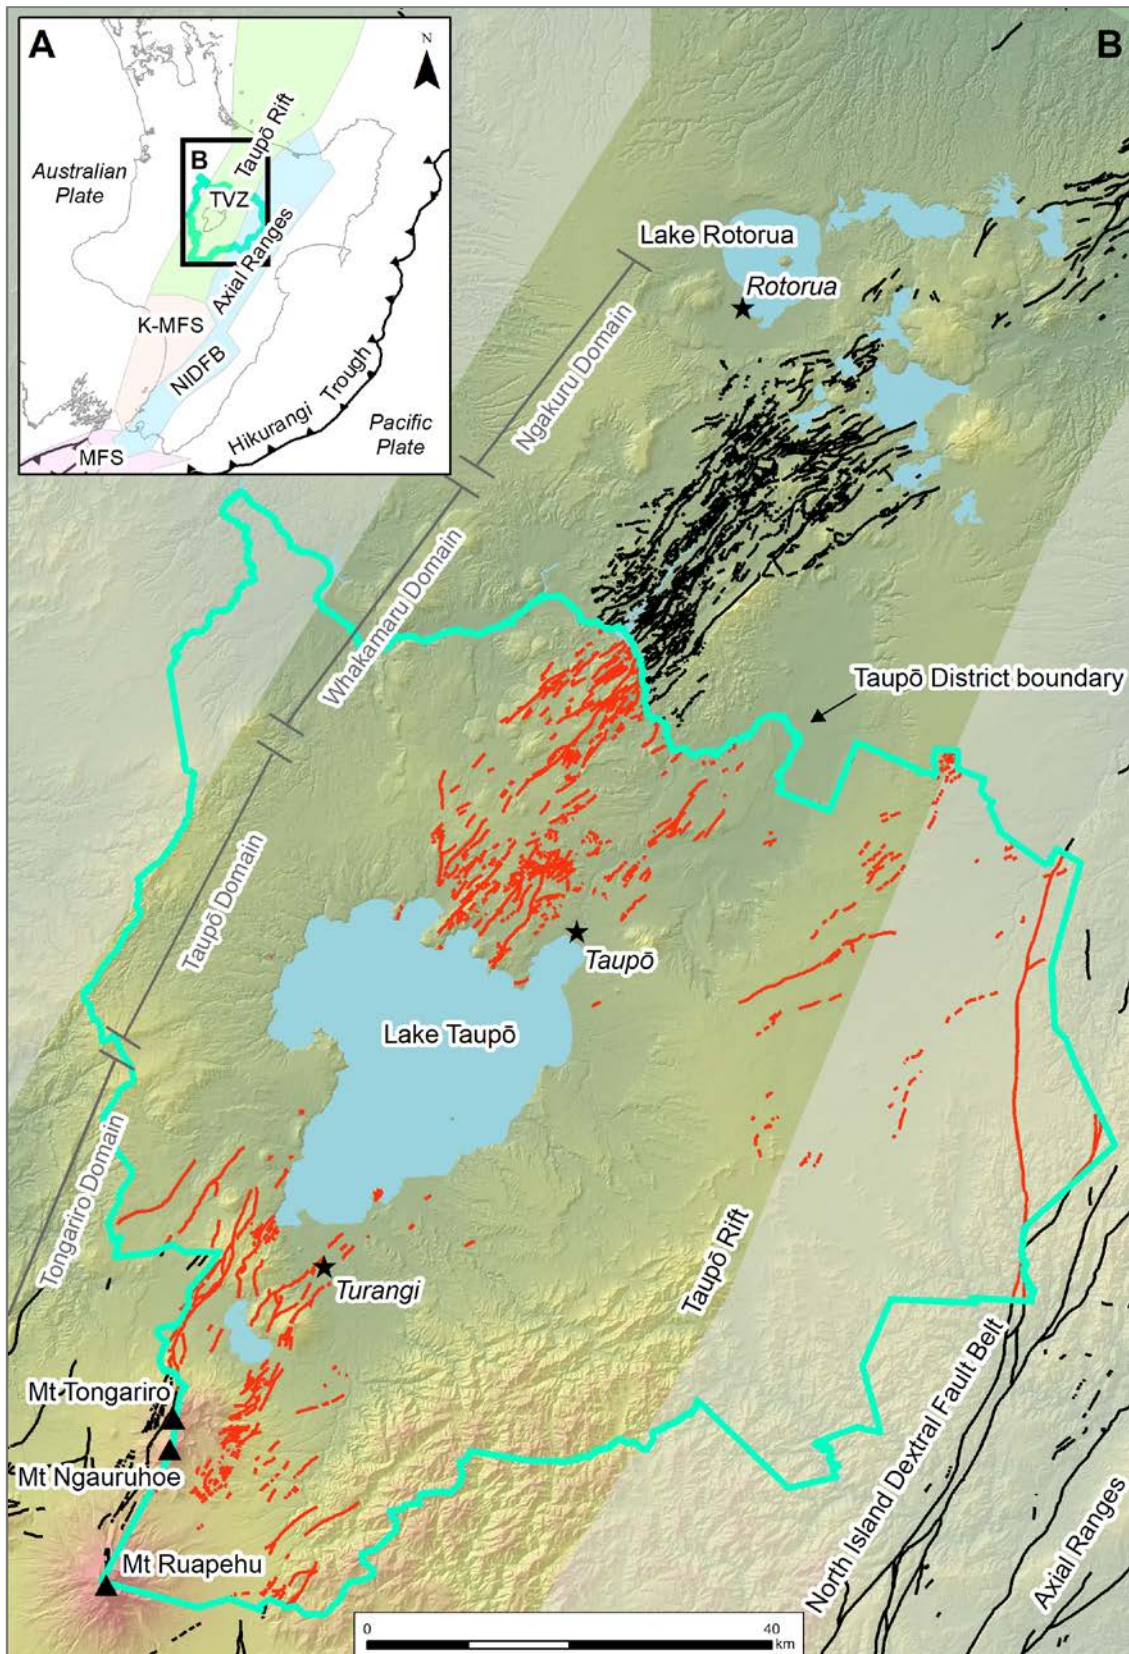 A
N
Australian
Plate
B
TVZ
Taupō Rift
Axial Ranges
K-MFS
NIDFB
MFS
Hikurangi Trough
Pacific
Plate
B
Lake Rotorua
Rotorua
Ngakuru Domain
Whakamaru Domain
Taupō District boundary
Taupō Domain
Taupō
Lake Taupō
Tongariro Domain
Turangi
Taupō Rift
Mt Tongariro
Mt Ngauruhoe
Mt Ruapehu
North Island Dextral Fault Belt
Axial Ranges
0 40
km